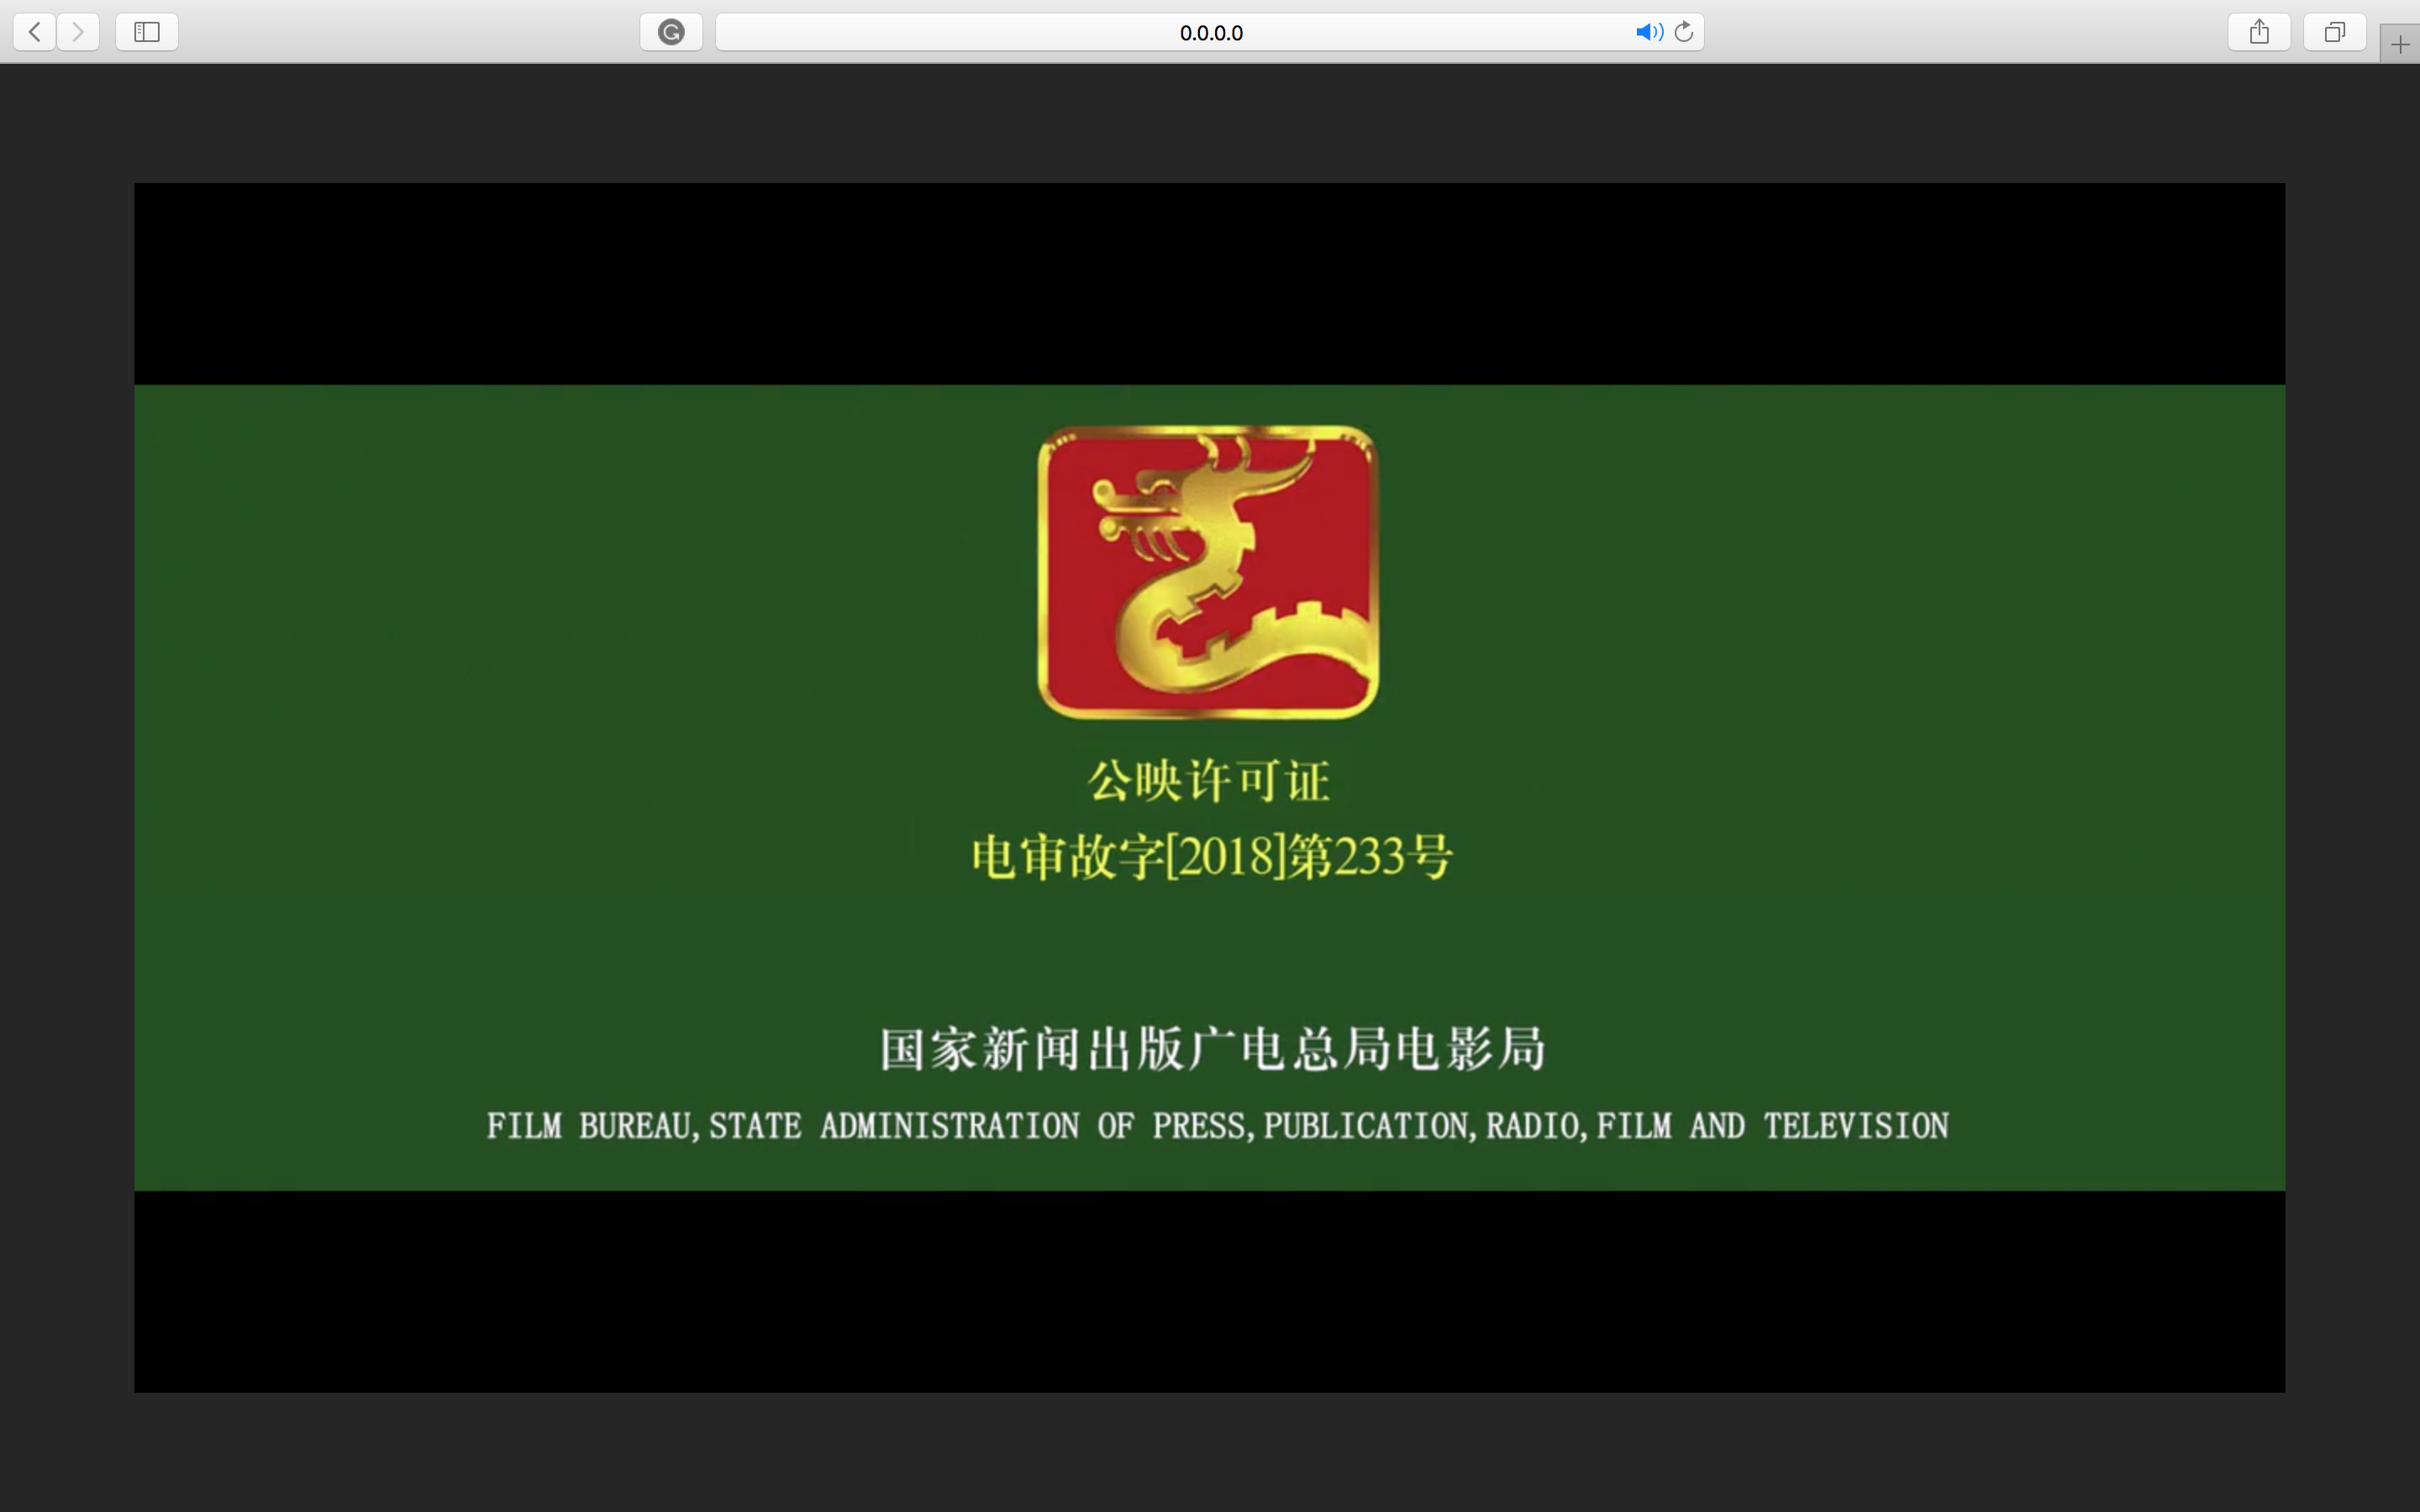 0.0.0.0
公映许可证
电审故字[2018]第233号
国家新闻出版广电总局电影局
FILM BUREAU,STATE ADMINISTRATION OF PRESS,PUBLICATION,RADIO,FILM AND TELEVISION